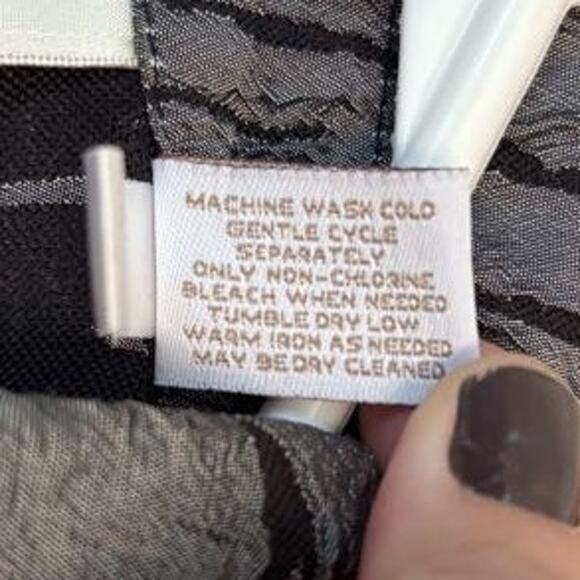 MACHINE WASH COLD
GENTLE CYCLE
SEPARATELY
ONLY NON-CHLORINE
BLEACH WHEN NEEDED
TUMBLE DRY LOW
WARM IRON AS NEEDED
MAY BE DRY CLEANED